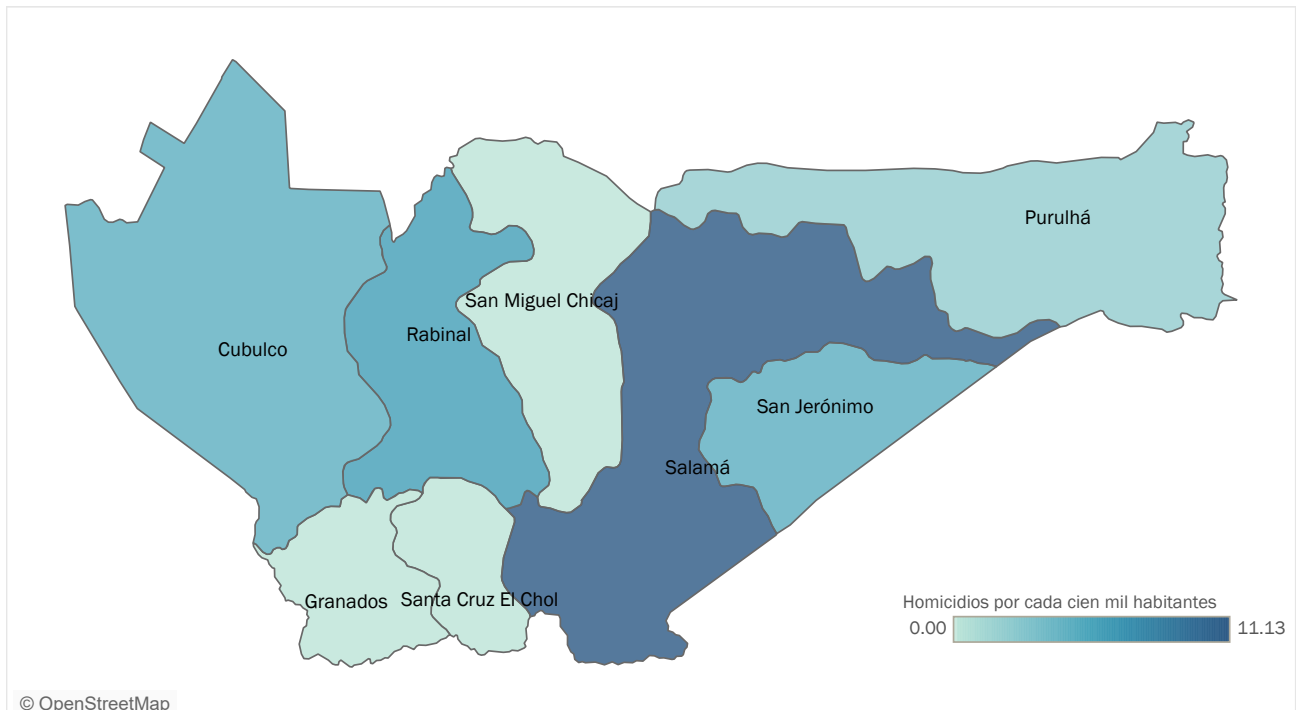 Purulhá
San Miguel Chicaj
Rabinal
Cubulco
San Jerónimo
Salamá
Granados
Santa Cruz El Chol
Homicidios por cada cien mil habitantes
0.00
11.13
© OpenStreetMap